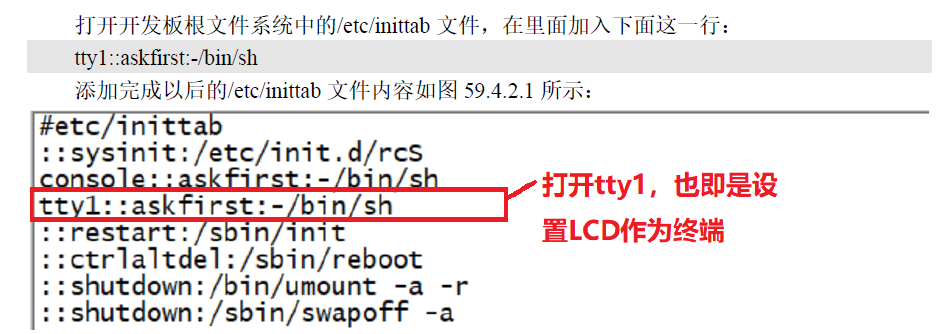 打开开发板根文件系统中的/etc/inittab 文件，在里面加入下面这一行：
tty1::askfirst:-/bin/sh
添加完成以后的/etc/inittab 文件内容如图 59.4.2.1 所示：
#etc/inittab
::sysinit:/etc/init.d/rcS
console::askfirst:-/bin/sh
tty1::askfirst:-/bin/sh
::restart:/sbin/init
::ctrlaltdel:/sbin/reboot
::shutdown:/bin/umount -a -r
::shutdown:/sbin/swapoff -a
打开tty1，也即是设
置LCD作为终端